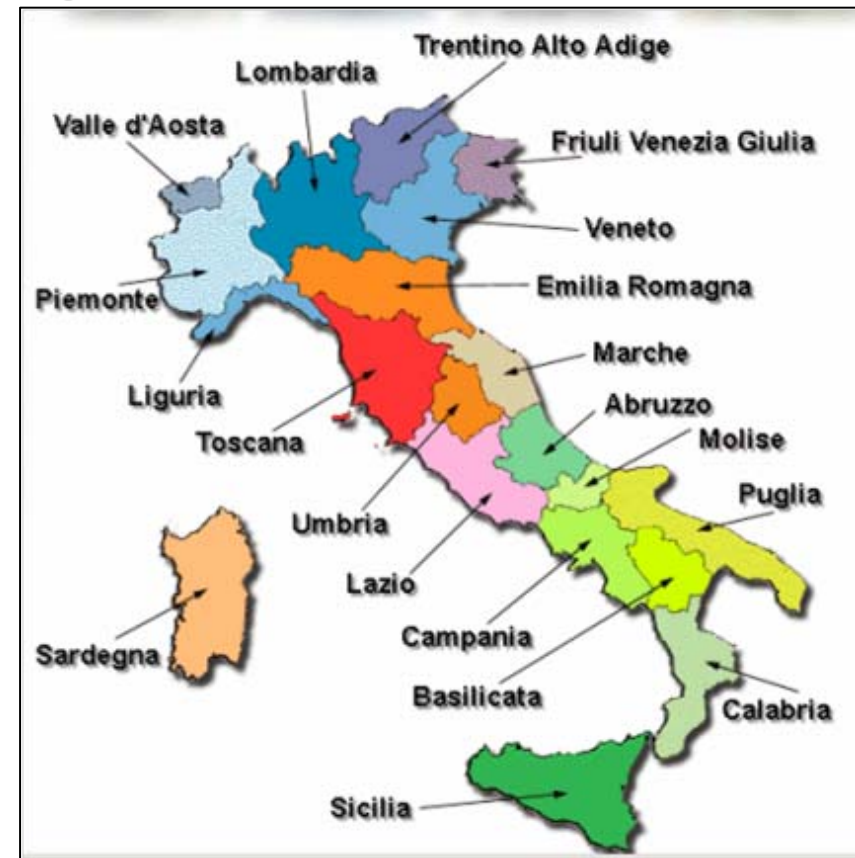 Trentino Alto Adige
Lombardia
Valle d'Aosta
Friuli Venezia Giulia
Veneto
Piemonte
Emilia Romagna
Marche
Liguria
Abruzzo
Toscana
Molise
Puglia
Umbria
Lazio
Campania
Sardegna
Basilicata
Calabria
Sicilia